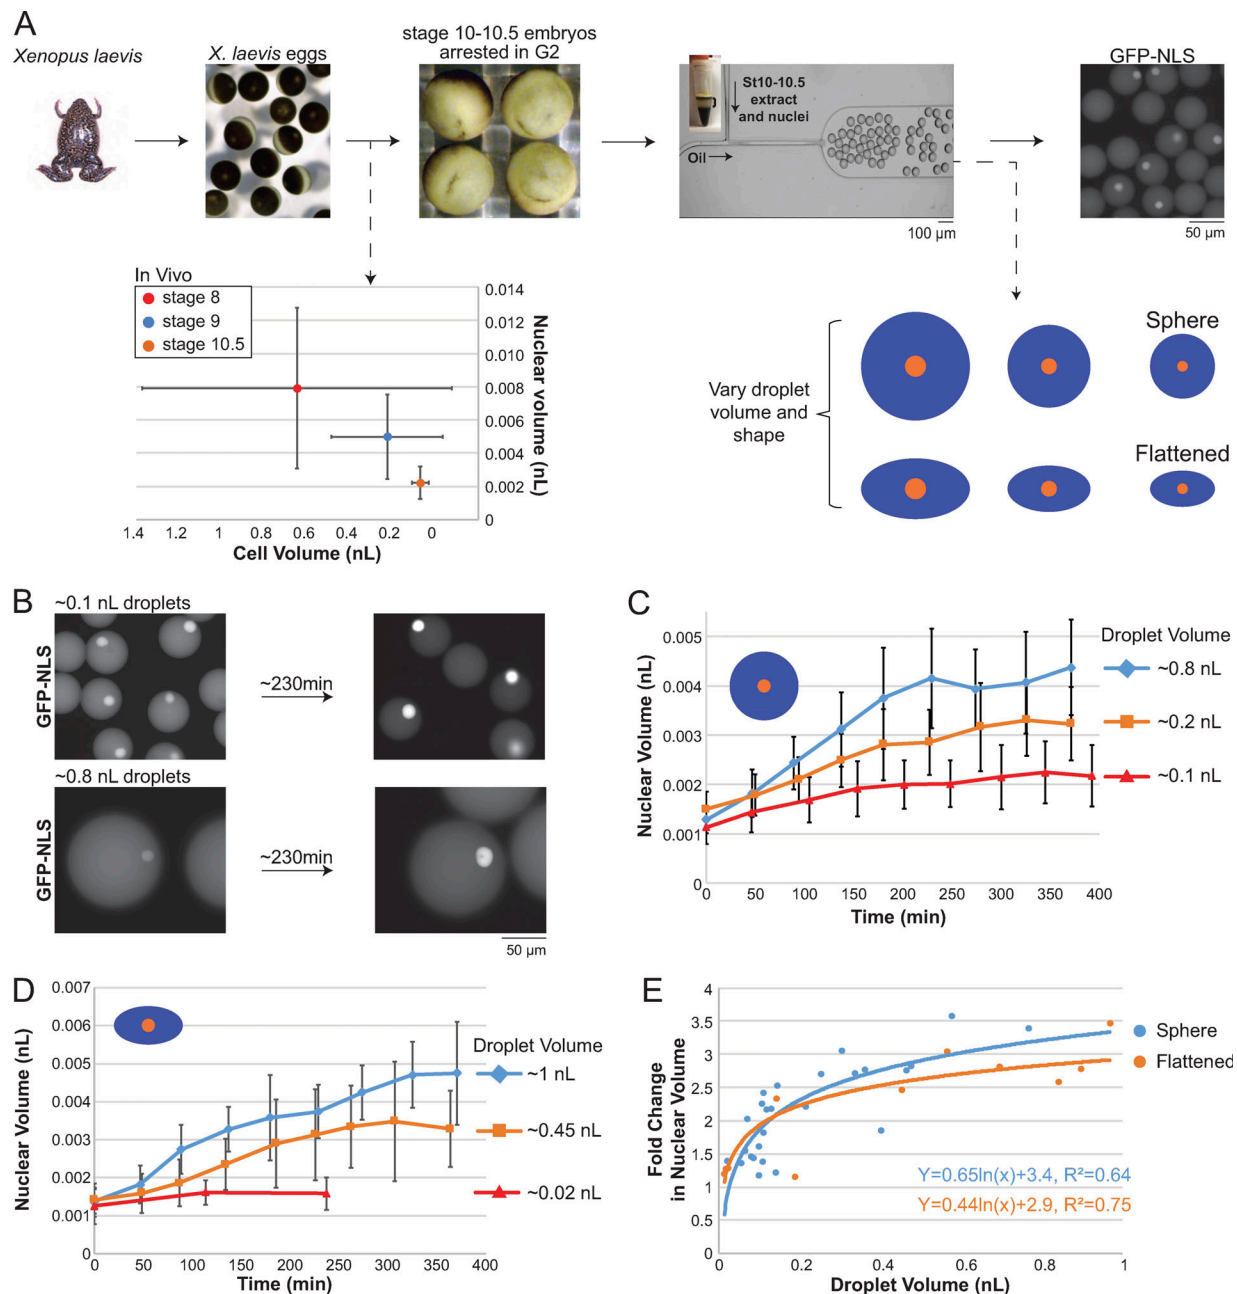 A
Xenopus laevis
X. laevis eggs
stage 10-10.5 embryos
arrested in G2
St10-10.5
extract
and nuclei
Oil
100 µm
GFP-NLS
50 µm
In Vivo
stage 8
stage 9
stage 10.5
0.014
0.012
0.010
0.008
0.006
0.004
0.002
0
Nuclear volume (nL)
1.4
1.2
1
0.8
0.6
0.4
0.2
0
Cell Volume (nL)
Vary droplet
volume and
shape
Sphere
Flattened
B
~0.1 nL droplets
GFP-NLS
~230min
~0.8 nL droplets
GFP-NLS
~230min
50 µm
C
Nuclear Volume (nL)
0.005
0.004
0.003
0.002
0.001
0
0
50
100
150
200
250
300
350
400
Time (min)
Droplet Volume
~0.8 nL
~0.2 nL
~0.1 nL
D
Nuclear Volume (nL)
0.007
0.006
0.005
0.004
0.003
0.002
0.001
0
0
50
100
150
200
250
300
350
400
Time (min)
Droplet Volume
~1 nL
~0.45 nL
~0.02 nL
E
Fold Change
in Nuclear Volume
4
3.5
3
2.5
2
1.5
1
0.5
0
0
0.2
0.4
0.6
0.8
1
Droplet Volume (nL)
Sphere
Flattened
Y=0.65ln(x)+3.4, R²=0.64
Y=0.44ln(x)+2.9, R²=0.75